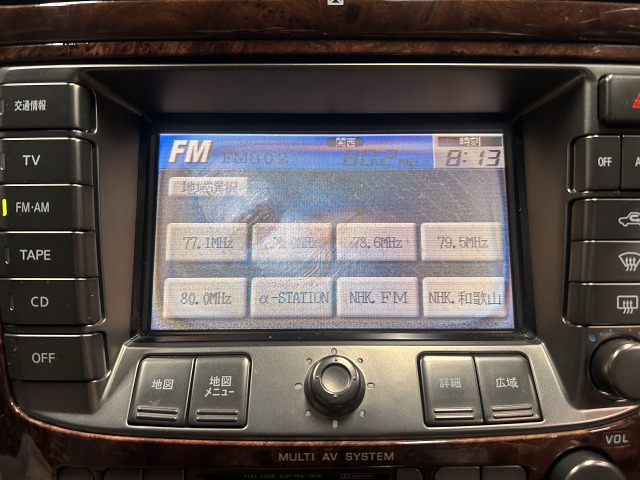 交通情報
TV
FM·AM
TAPE
CD
OFF
FM FM802 関西 80.2MHz 時刻 8:13
地域選択
77.1MHz 78.6MHz 79.5MHz
80.0MHz α-STATION NHK.FM NHK.和歌山
OFF
地図
地図メニュー
詳細
広域
VOL
MULTI AV SYSTEM